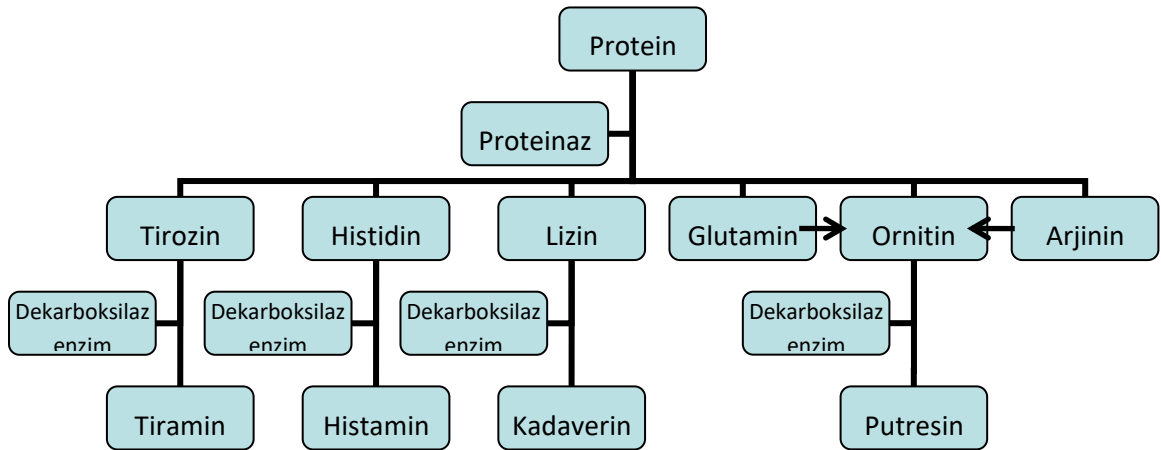 Protein
Proteinaz
Tirozin
Histidin
Lizin
Glutamin
Ornitin
Arjinin
Dekarboksilaz
enzim
Dekarboksilaz
enzim
Dekarboksilaz
enzim
Dekarboksilaz
enzim
Tiramin
Histamin
Kadaverin
Putresin